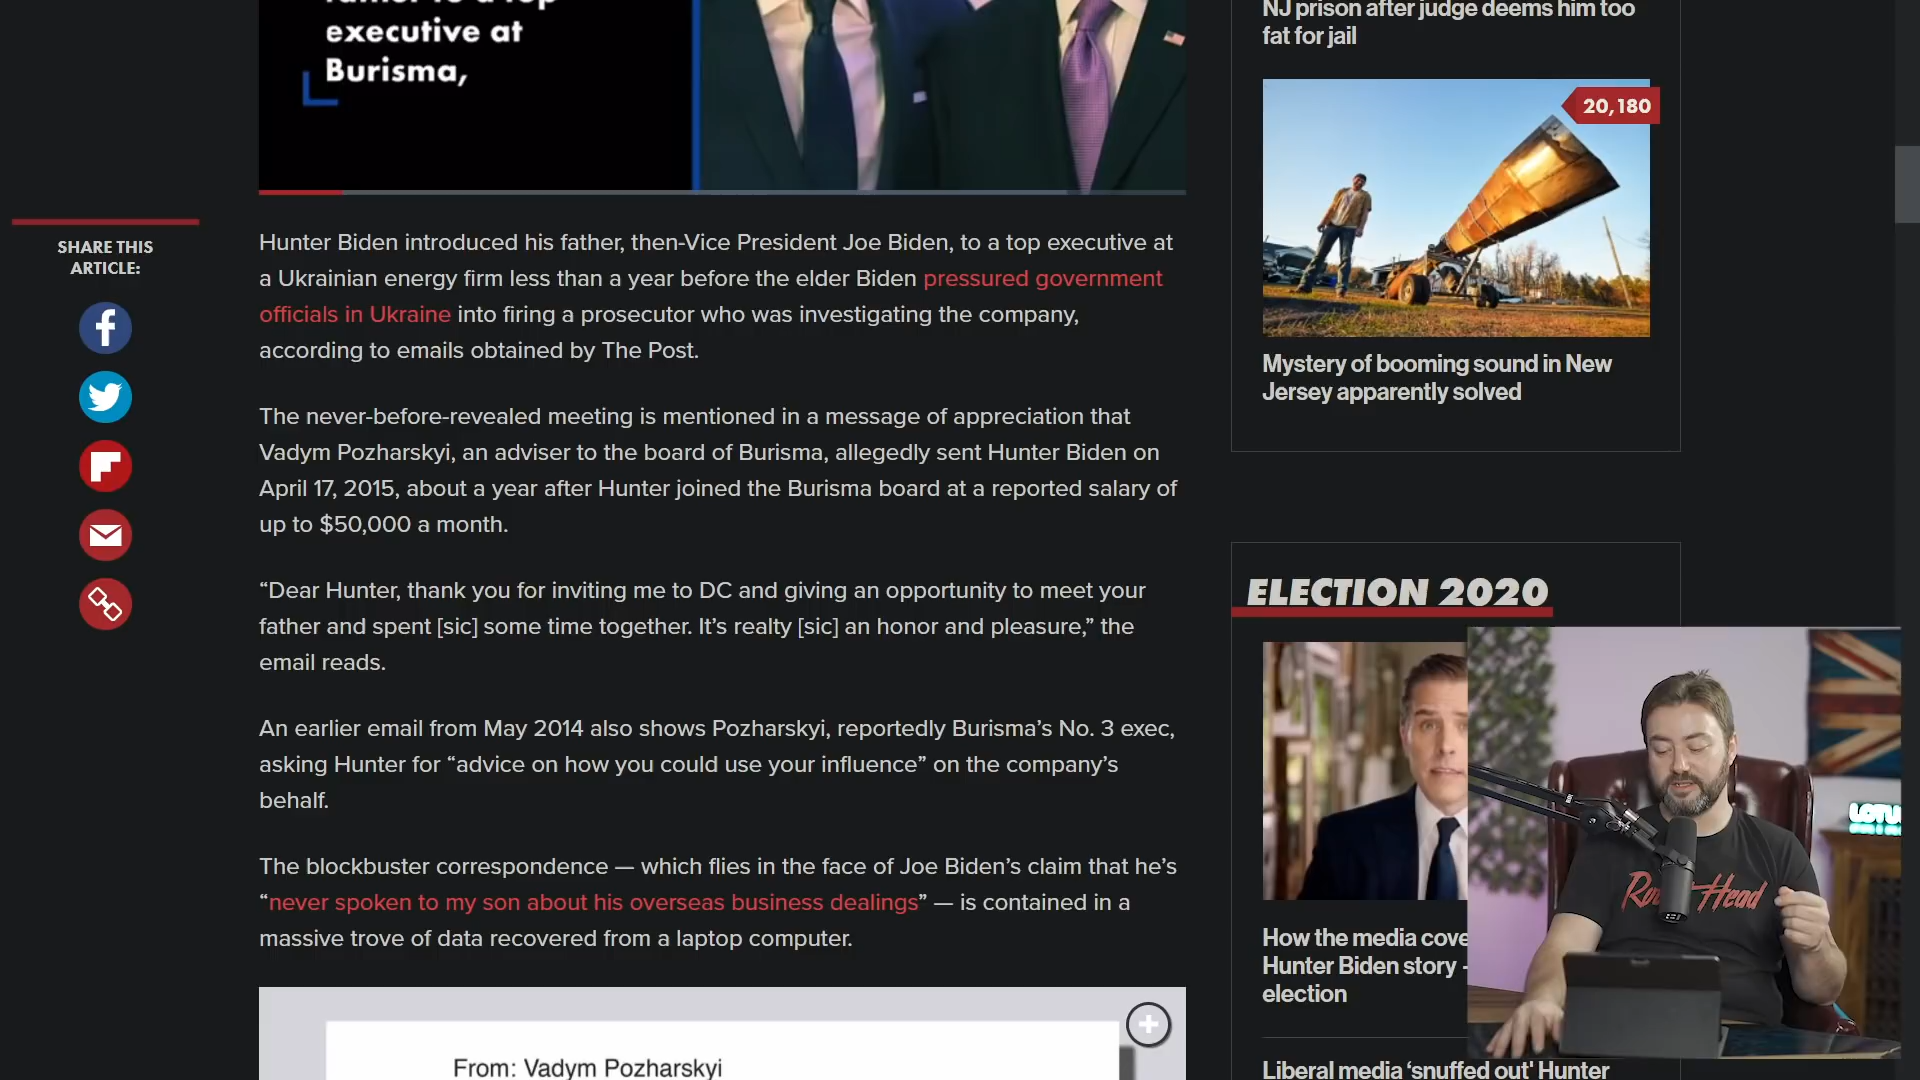 executive at
Burisma,
SHARE THIS
ARTICLE:
Hunter Biden introduced his father, then-Vice President Joe Biden, to a top executive at
a Ukrainian energy firm less than a year before the elder Biden pressured government
officials in Ukraine into firing a prosecutor who was investigating the company,
according to emails obtained by The Post.
The never-before-revealed meeting is mentioned in a message of appreciation that
Vadym Pozharskyi, an adviser to the board of Burisma, allegedly sent Hunter Biden on
April 17, 2015, about a year after Hunter joined the Burisma board at a reported salary of
up to $50,000 a month.
“Dear Hunter, thank you for inviting me to DC and giving an opportunity to meet your
father and spent [sic] some time together. It’s realty [sic] an honor and pleasure,” the
email reads.
An earlier email from May 2014 also shows Pozharskyi, reportedly Burisma’s No. 3 exec,
asking Hunter for “advice on how you could use your influence” on the company’s
behalf.
The blockbuster correspondence — which flies in the face of Joe Biden’s claim that he’s
“never spoken to my son about his overseas business dealings” — is contained in a
massive trove of data recovered from a laptop computer.
From: Vadym Pozharskyi
NJ prison after judge deems him too
fat for jail
20,180
Mystery of booming sound in New
Jersey apparently solved
ELECTION 2020
How the media
Hunter Biden story -
election
Liberal media ‘snuffed out’ Hunter
Head